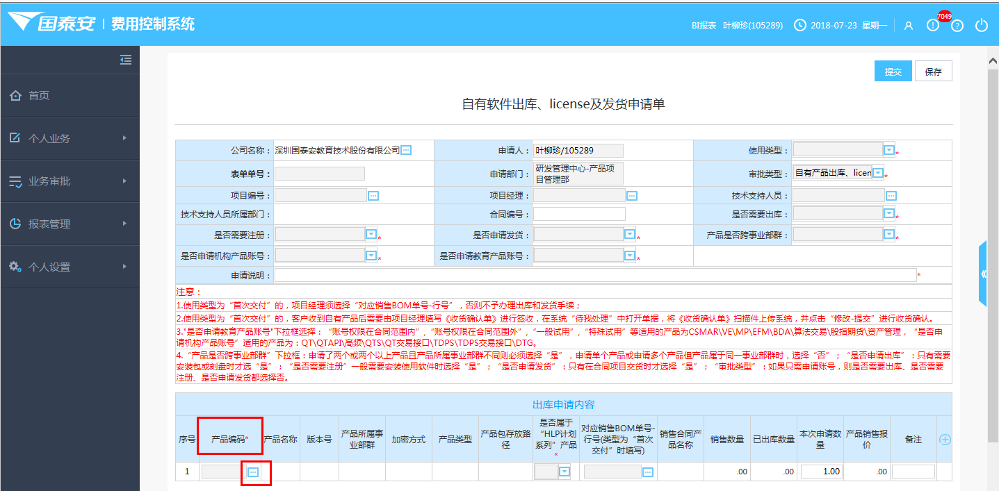 国泰安 | 费用控制系统
BI报表 叶柳珍(105289) 2018-07-23 星期一 7049
提交 保存
首页
个人业务
业务审批
报表管理
个人设置
自有软件出库、license及发货申请单
公司名称： 深圳国泰安教育技术股份有限公司 申请人： 叶柳珍/105289 使用类型： *
表单单号： 申请部门： 研发管理中心-产品项目管理部 审批类型： 自有产品出库、licen *
项目编号： 项目经理： 技术支持人员：
技术支持人员所属部门： 合同编号： 是否需要出库： *
是否需要注册： * 是否申请发货： * 产品是否跨事业部群： *
是否申请机构产品账号： * 是否申请教育产品账号： *
申请说明： *
注意：
1.使用类型为“首次交付”的，项目经理须选择“对应销售BOM单号-行号”，否则不予办理出库和发货手续；
2.使用类型为“首次交付”的，客户收到自有产品后需要由项目经理填写《收货确认单》进行签收，在系统“待我处理”中打开单据，将《收货确认单》扫描件上传系统，并点击“修改-提交”进行收货确认。
3."是否申请教育产品账号"下拉框选择：“账号权限在合同范围内”,“账号权限在合同范围外”,“一般试用”,“特殊试用”等适用的产品为CSMAR\VE\MP\EFM\BDA\算法交易\股指期货\资产管理，“是否申
请机构产品账号”适用的产品为：QT\QTAPI\高频\QTS\QT交易接口\TDPS\TDPS交易接口\DTG。
4.“产品是否跨事业部群”下拉框：申请了两个或两个以上产品且产品所属事业部群不同则必须选择“是”，申请单个产品或申请多个产品但产品属于同一事业部群时，选择“否”；“是否申请出库”：只有需要
安装包或刻盘时才选“是”；“是否需要注册”一般需要安装使用软件时选择“是”；“是否申请发货”：只有在合同项目交货时才选择“是”；“审批类型”：如果只需申请账号，则是否需要出库、是否需要
注册、是否申请发货都选择否。
出库申请内容
序号 产品编码* 产品名称 版本号 产品所属事业部群 加密方式 产品类型 产品包存放路径 是否属于“HLP计划系列”产品* 对应销售BOM单号-行号(类型为“首次交付”时填写) 销售合同产品名称 销售数量 已出库数量 本次申请数量 产品销售报价 备注
1 .00 .00 1.00 .00